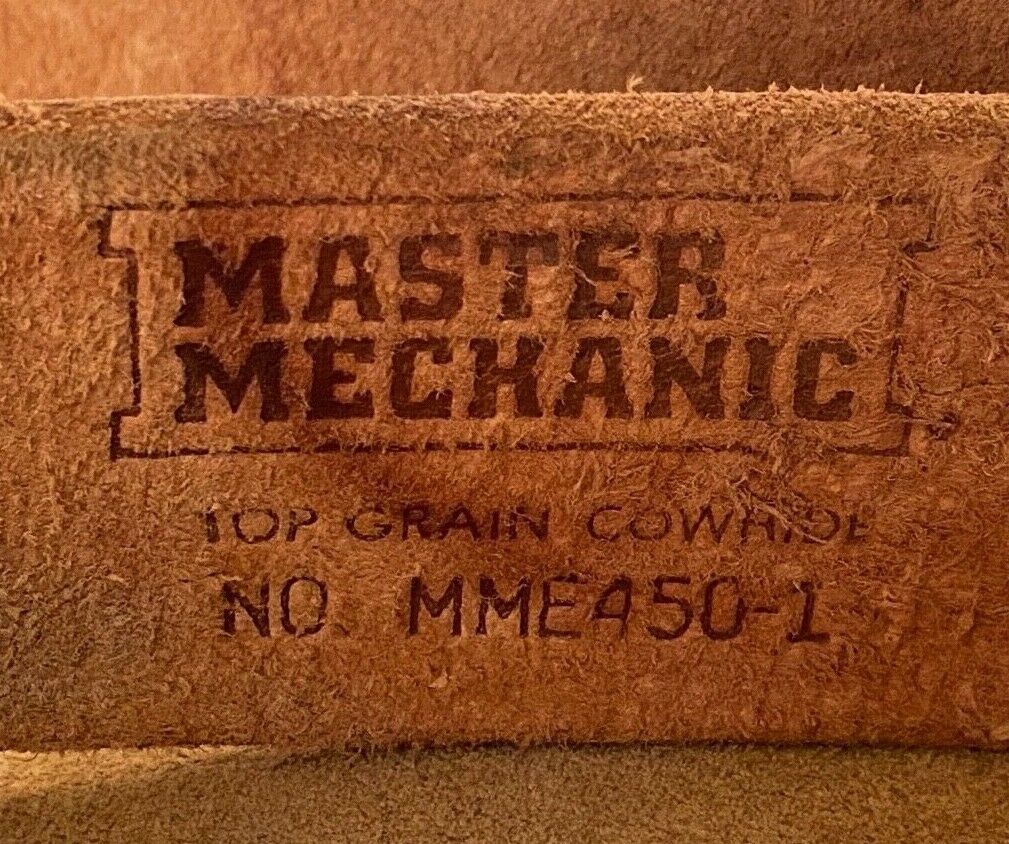 MASTER
MECHANIC
TOP GRAIN COWHIDE
NO. MME450-1